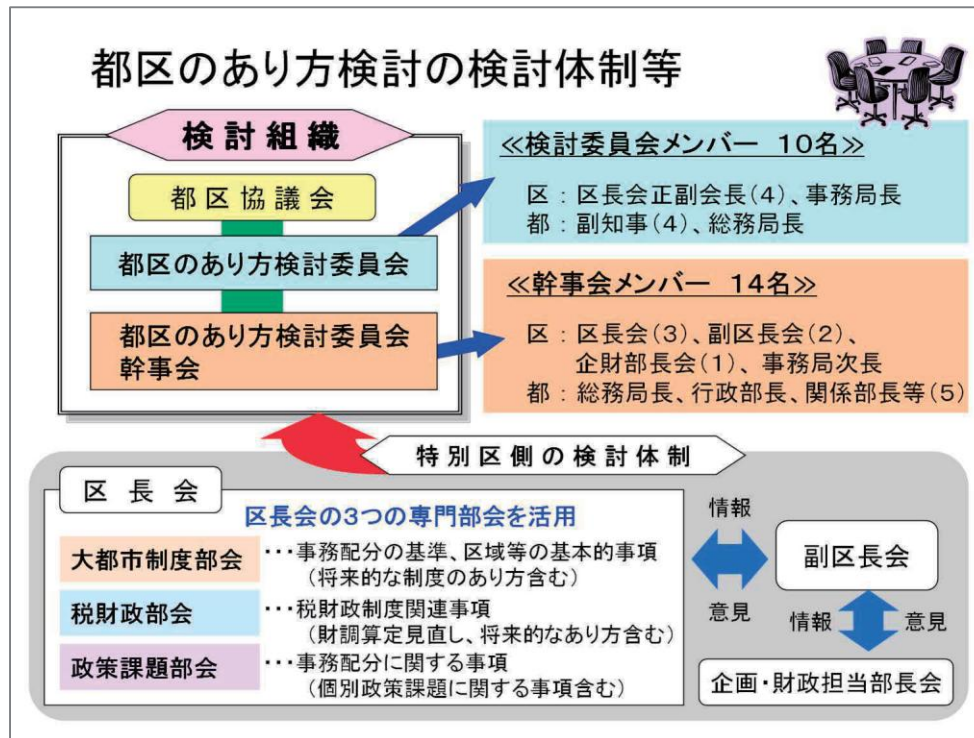 都区のあり方検討の検討体制等
検討組織
都区協議会
都区のあり方検討委員会
都区のあり方検討委員会
幹事会
≪検討委員会メンバー 10名≫
区:区長会正副会長(4)、事務局長
都:副知事(4)、総務局長
≪幹事会メンバー 14名≫
区:区長会(3)、副区長会(2)、
企財部長会(1)、事務局次長
都:総務局長、行政部長、関係部長等(5)
特別区側の検討体制
区長会
区長会の3つの専門部会を活用
大都市制度部会
・・・事務配分の基準、区域等の基本的事項
(将来的な制度のあり方含む)
税財政部会
・・・税財政制度関連事項
(財調算定見直し、将来的なあり方含む)
政策課題部会
・・・事務配分に関する事項
(個別政策課題に関する事項含む)
情報
意見
副区長会
情報
意見
企画・財政担当部長会